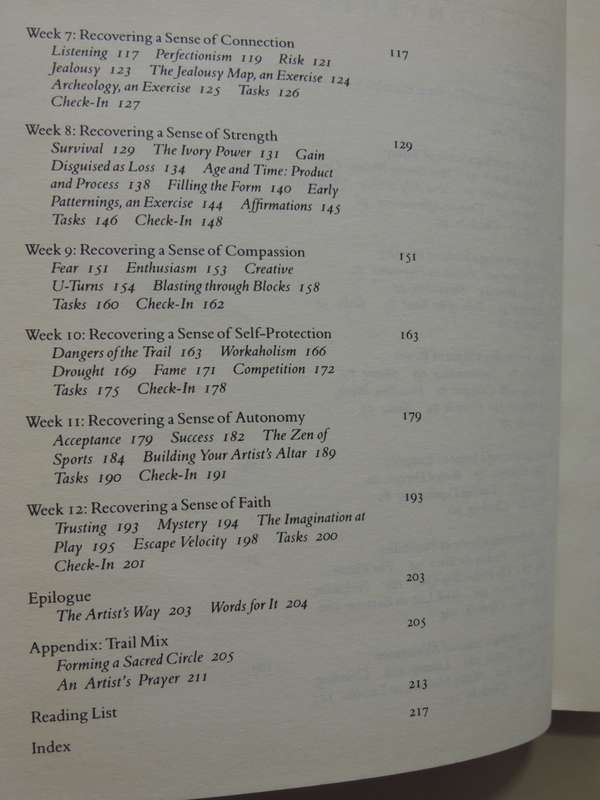 Week 7: Recovering a Sense of Connection 117
Listening 117 Perfectionism 119 Risk 121
Jealousy 123 The Jealousy Map, an Exercise 124
Archeology, an Exercise 125 Tasks 126
Check-In 127
Week 8: Recovering a Sense of Strength 129
Survival 129 The Ivory Power 131 Gain
Disguised as Loss 134 Age and Time: Product
and Process 138 Filling the Form 140 Early
Patternings, an Exercise 144 Affirmations 145
Tasks 146 Check-In 148
Week 9: Recovering a Sense of Compassion 151
Fear 151 Enthusiasm 153 Creative
U-Turns 154 Blasting through Blocks 158
Tasks 160 Check-In 162
Week 10: Recovering a Sense of Self-Protection 163
Dangers of the Trail 163 Workaholism 166
Drought 169 Fame 171 Competition 172
Tasks 175 Check-In 178
Week 11: Recovering a Sense of Autonomy 179
Acceptance 179 Success 182 The Zen of
Sports 184 Building Your Artist's Altar 189
Tasks 190 Check-In 191
Week 12: Recovering a Sense of Faith 193
Trusting 193 Mystery 194 The Imagination at
Play 195 Escape Velocity 198 Tasks 200
Check-In 201
Epilogue 203
The Artist's Way 203 Words for It 204
Appendix: Trail Mix 205
Forming a Sacred Circle 205
An Artist's Prayer 211
Reading List 213
Index 217